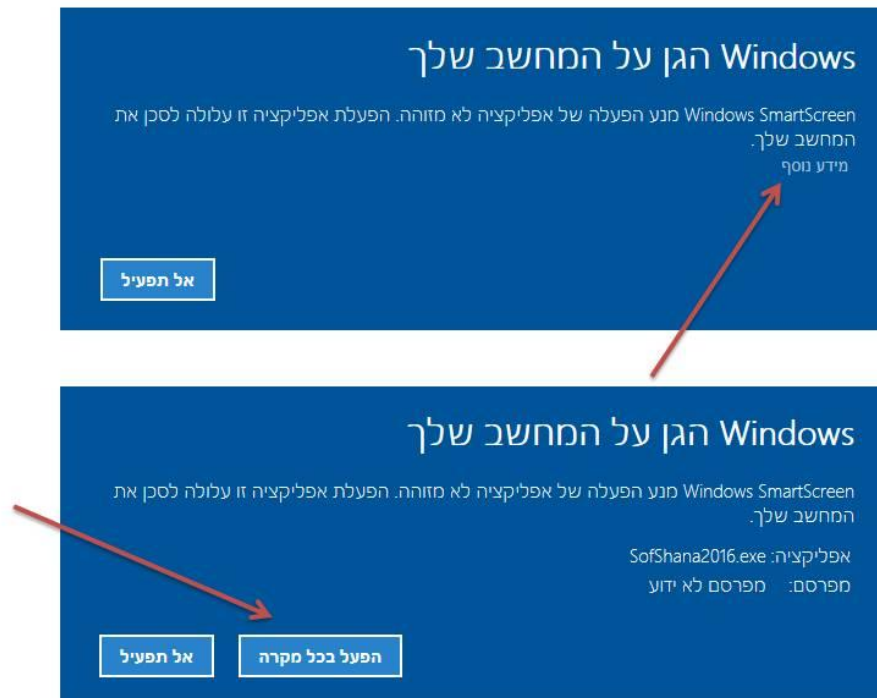 Windows הגן על המחשב שלך
Windows SmartScreen מנע הפעלה של אפליקציה לא מזוהה. הפעלת אפליקציה זו עלולה לסכן את
המחשב שלך.
מידע נוסף
אל תפעיל
Windows הגן על המחשב שלך
Windows SmartScreen מנע הפעלה של אפליקציה לא מזוהה. הפעלת אפליקציה זו עלולה לסכן את
המחשב שלך.
אפליקציה: SofShana2016.exe
מפרסם: מפרסם לא ידוע
הפעל בכל מקרה אל תפעיל